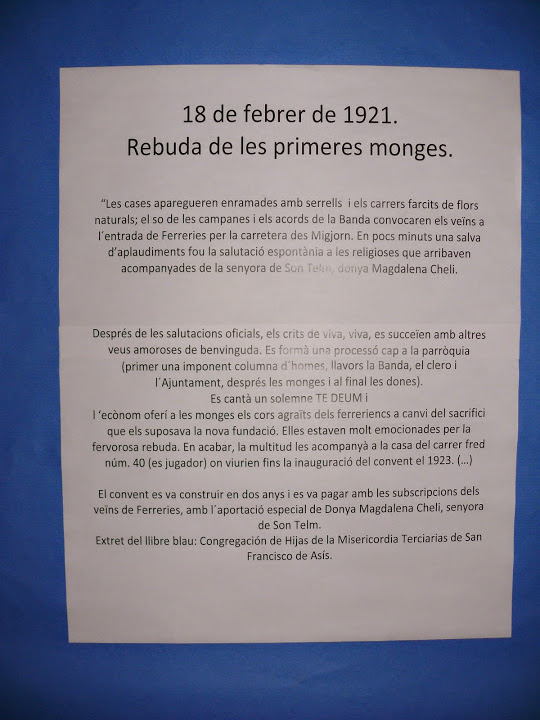 18 de febrer de 1921.
Rebuda de les primeres monges.
“Les cases aparegueren enramades amb serrells i els carrers farcits de flors
naturals; el so de les campanes i els acords de la Banda convocaren els veïns a
l´entrada de Ferreries per la carretera des Migjorn. En pocs minuts una salva
d’aplaudiments fou la salutació espontània a les religioses que arribaven
acompanyades de la senyora de Son Telm, donya Magdalena Cheli.
Després de les salutacions oficials, els crits de viva, viva, es succeïen amb altres
veus amoroses de benvinguda. Es formà una processó cap a la parròquia
(primer una imponent columna d´homes, llavors la Banda, el clero i
l´Ajuntament, després les monges i al final les dones).
Es cantà un solemne TE DEUM i
l ‘ecònom oferí a les monges els cors agraïts dels ferreriencs a canvi del sacrifici
que els suposava la nova fundació. Elles estaven molt emocionades per la
fervorosa rebuda. En acabar, la multitud les acompanyà a la casa del carrer fred
núm. 40 (es jugador) on viurien fins la inauguració del convent el 1923. (…)
El convent es va construir en dos anys i es va pagar amb les subscripcions dels
veïns de Ferreries, amb l´aportació especial de Donya Magdalena Cheli, senyora
de Son Telm.
Extret del llibre blau: Congregación de Hijas de la Misericordia Terciarias de San
Francisco de Asís.